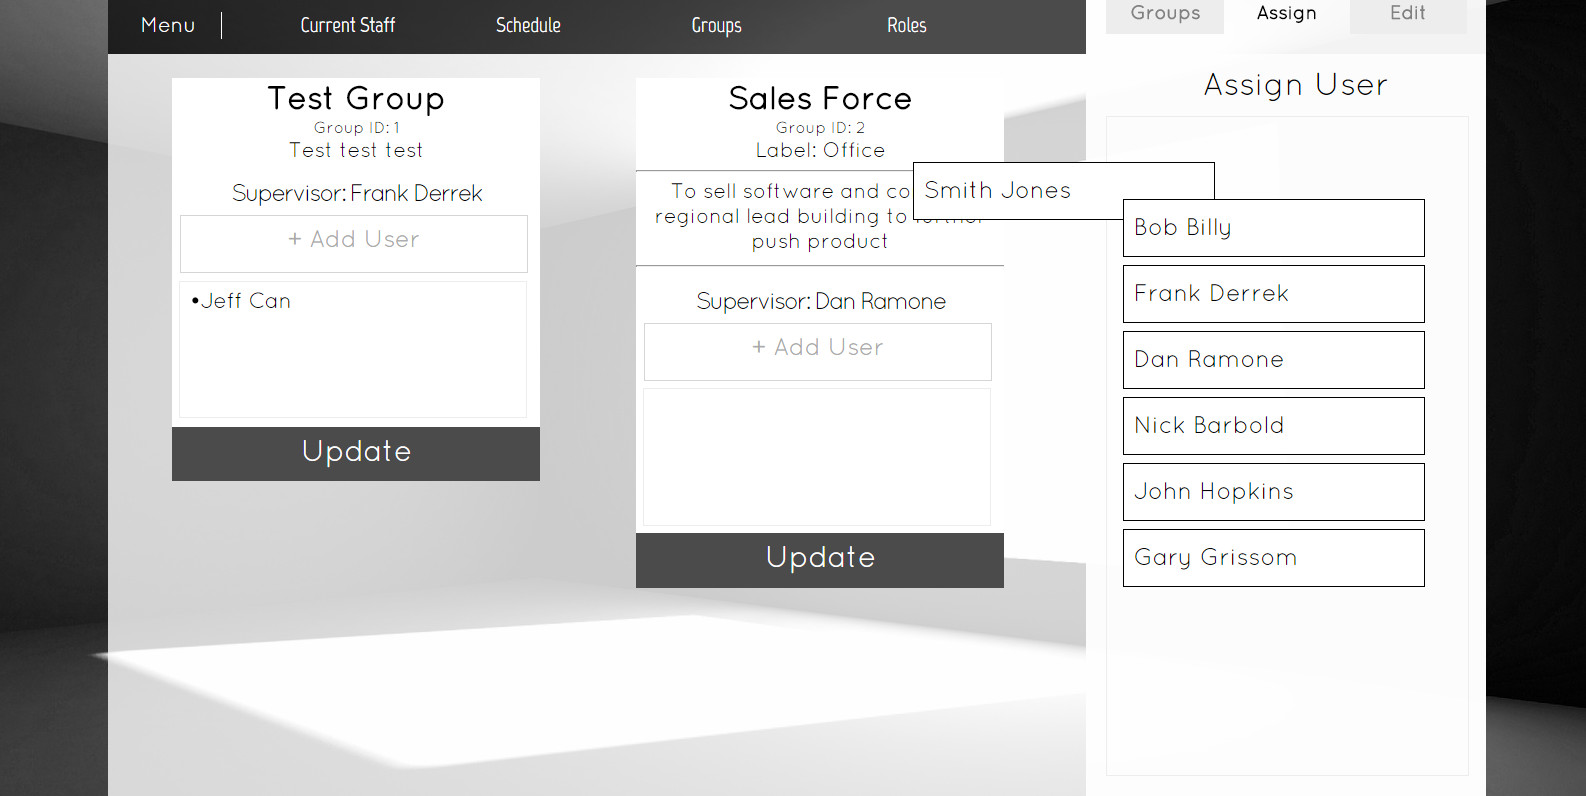 Menu
Current Staff
Schedule
Groups
Roles
Groups
Assign
Edit
Test Group
Group ID: 1
Test test test
Supervisor: Frank Derrek
+ Add User
•Jeff Can
Update
Sales Force
Group ID: 2
Label: Office
To sell software and co
regional lead building to further
push product
Supervisor: Dan Ramone
+ Add User
Update
Assign User
Smith Jones
Bob Billy
Frank Derrek
Dan Ramone
Nick Barbold
John Hopkins
Gary Grissom